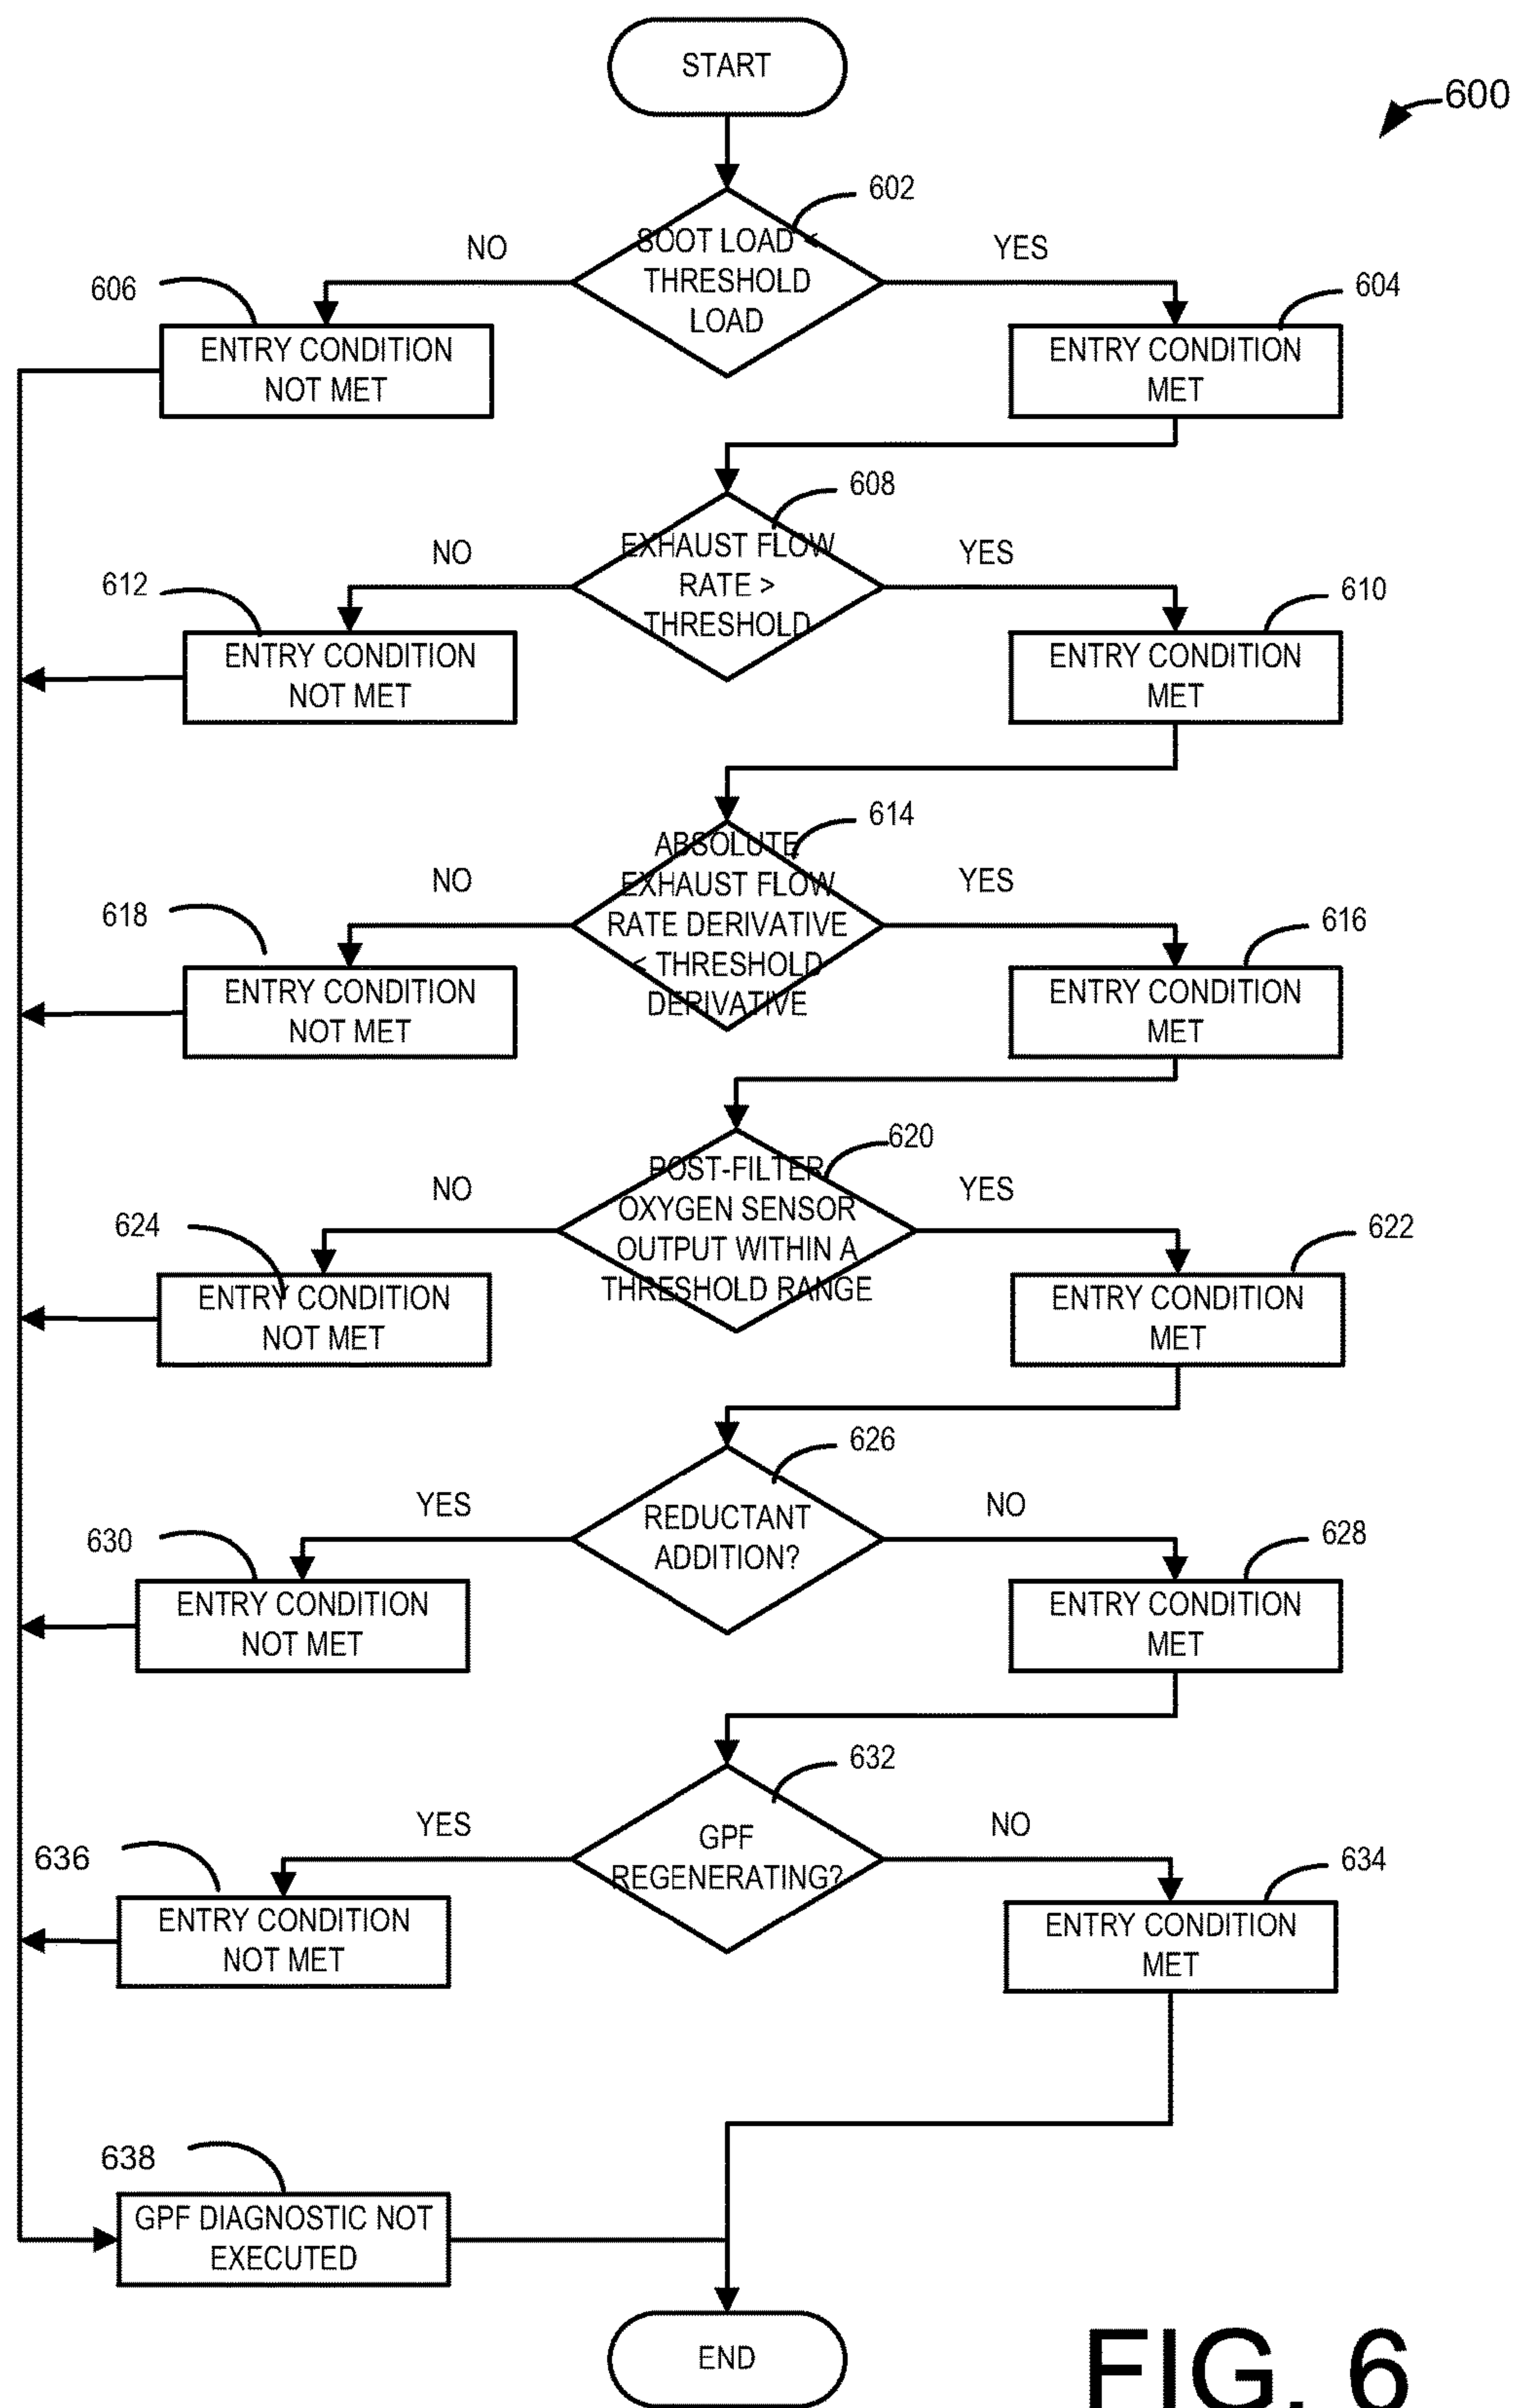 START
600
602
SOOT LOAD <
THRESHOLD
LOAD
NO
YES
606
604
ENTRY CONDITION
NOT MET
ENTRY CONDITION
MET
608
EXHAUST FLOW
RATE >
THRESHOLD
NO
YES
612
610
ENTRY CONDITION
NOT MET
ENTRY CONDITION
MET
614
ABSOLUTE
EXHAUST FLOW
RATE DERIVATIVE
< THRESHOLD
DERIVATIVE
NO
YES
618
616
ENTRY CONDITION
NOT MET
ENTRY CONDITION
MET
620
POST-FILTER
OXYGEN SENSOR
OUTPUT WITHIN A
THRESHOLD RANGE
NO
YES
624
622
ENTRY CONDITION
NOT MET
ENTRY CONDITION
MET
626
REDUCTANT
ADDITION?
YES
NO
630
628
ENTRY CONDITION
NOT MET
ENTRY CONDITION
MET
632
GPF
REGENERATING?
YES
NO
636
634
ENTRY CONDITION
NOT MET
ENTRY CONDITION
MET
638
GPF DIAGNOSTIC NOT
EXECUTED
END
FIG. 6